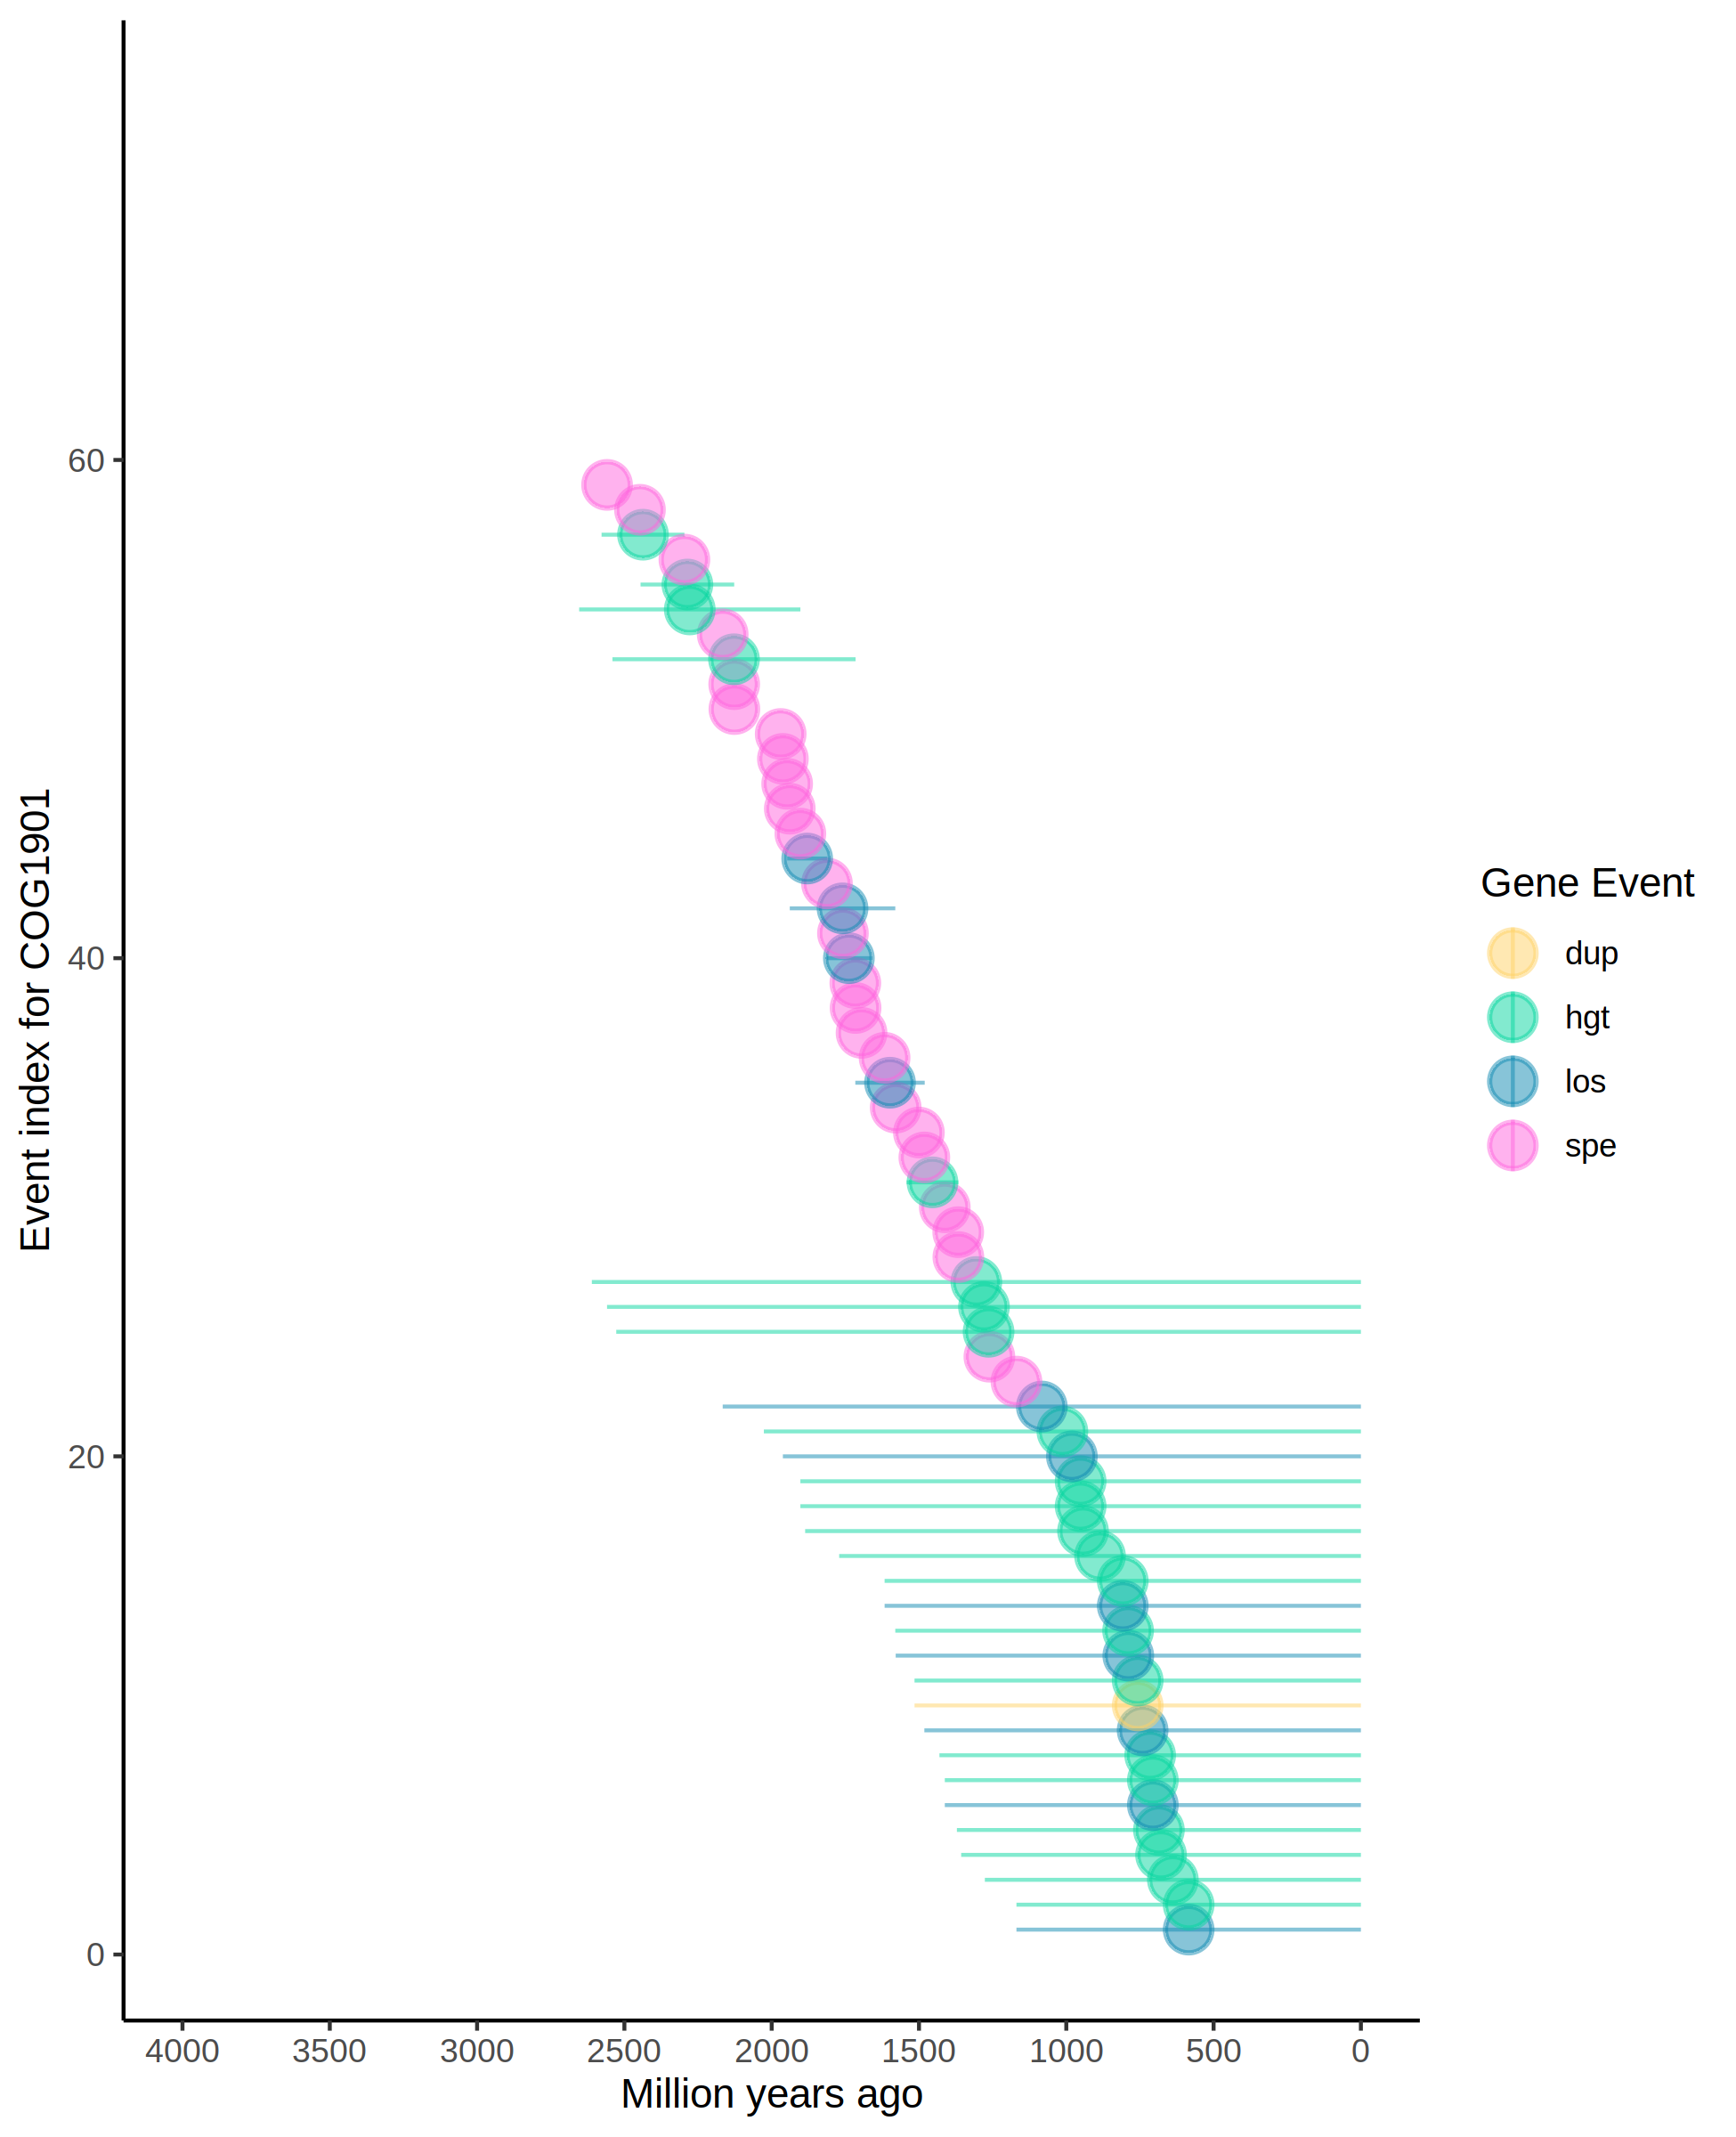 Event index for COG1901
60
40
20
0
4000 3500 3000 2500 2000 1500 1000 500 0
Million years ago
Gene Event
dup
hgt
los
spe